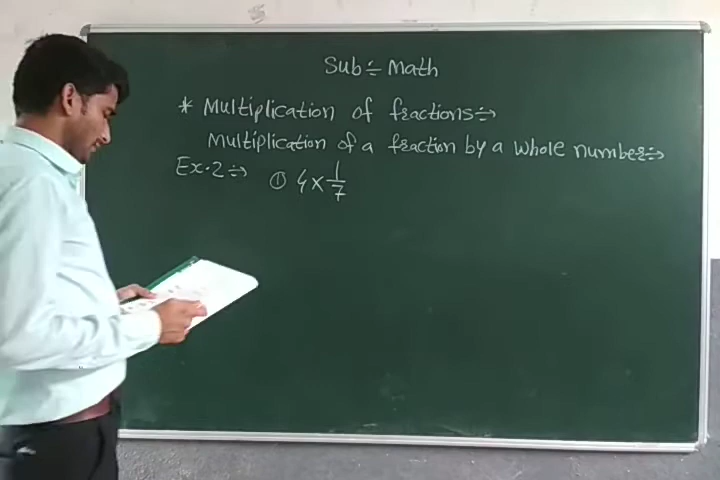 Sub÷ Math
* Multiplication of fractions÷→
Multiplication of a fraction by a whole number÷→
Ex.2÷→ ① 4×1/7